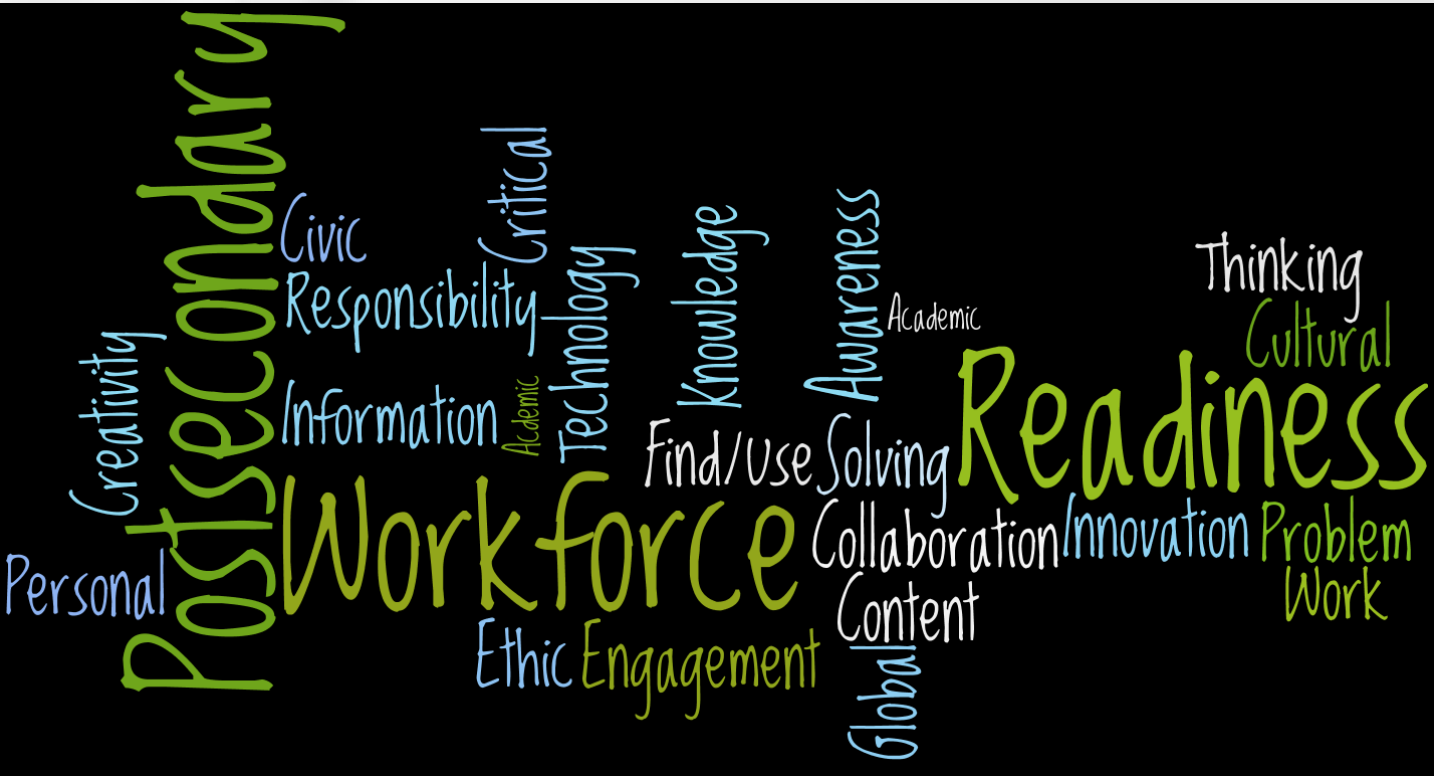 Postsecondary
Civic
Critical
Responsibility
Technology
Knowledge
Awareness
Academic
Thinking
Cultural
Creativity
Information
Acdemic
Find/Use
Solving
Readiness
Personal
Workforce
Collaboration
Innovation
Problem
Work
Content
Ethic
Engagement
Global